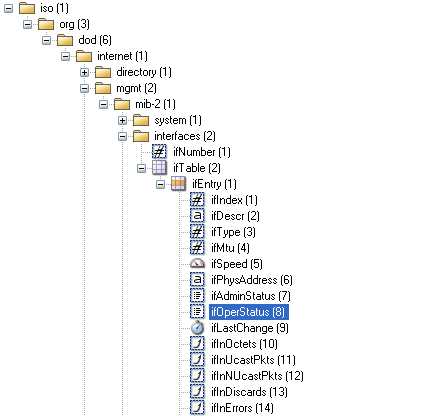 iso (1)
org (3)
dod (6)
internet (1)
directory (1)
mgmt (2)
mib-2 (1)
system (1)
interfaces (2)
ifNumber (1)
ifTable (2)
ifEntry (1)
ifIndex (1)
ifDescr (2)
ifType (3)
ifMtu (4)
ifSpeed (5)
ifPhysAddress (6)
ifAdminStatus (7)
ifOperStatus (8)
ifLastChange (9)
ifInOctets (10)
ifInUcastPkts (11)
ifInNUcastPkts (12)
ifInDiscards (13)
ifInErrors (14)